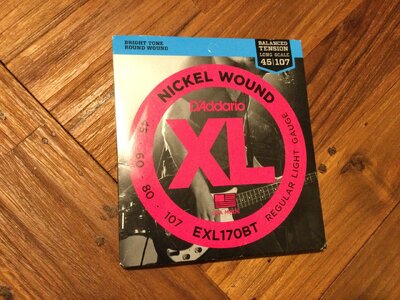 BRIGHT TONE
ROUND WOUND
BALANCED
TENSION
LONG SCALE
45|107
NICKEL WOUND
D'Addario
XL
45 · 60 · 80 · 107
EXL170BT
REGULAR LIGHT GAUGE